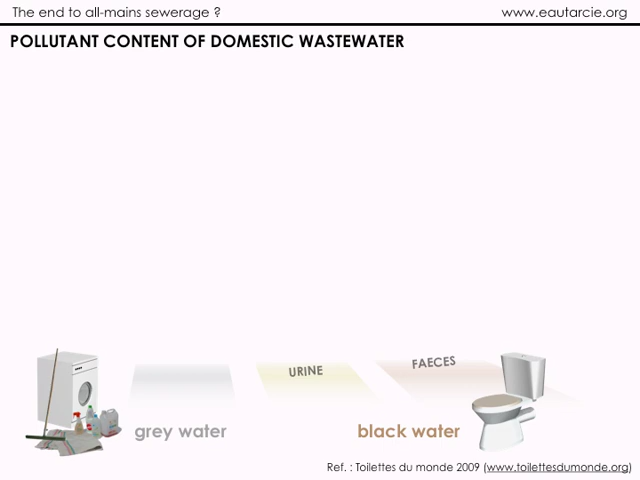 The end to all-mains sewerage ?
www.eautarcie.org
POLLUTANT CONTENT OF DOMESTIC WASTEWATER
URINE
FAECES
grey water
black water
Ref. : Toilettes du monde 2009 (www.toilettesdumonde.org)